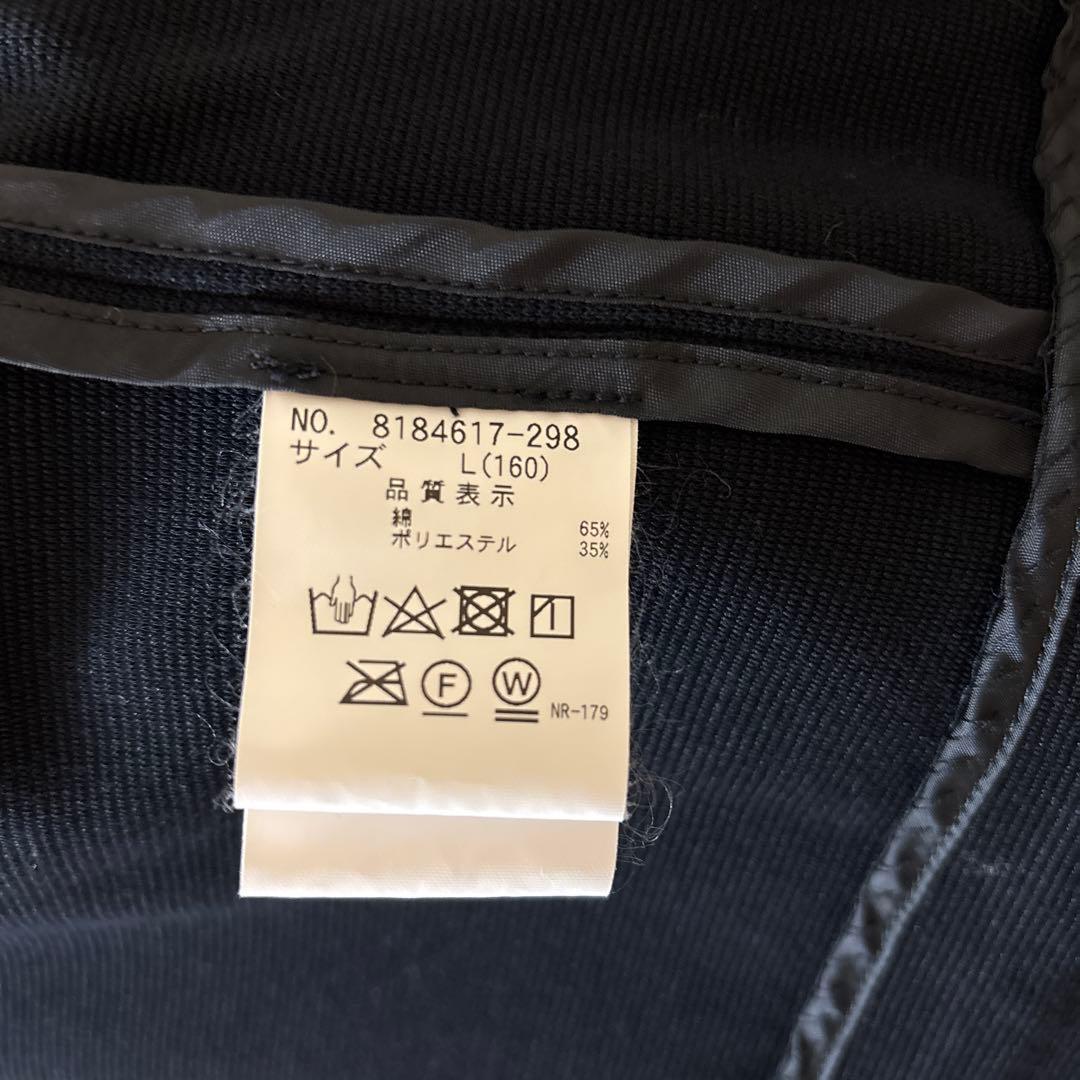 NO. 8184617-298
サイズ L(160)
品質表示
綿 65%
ポリエステル 35%
F W NR-179